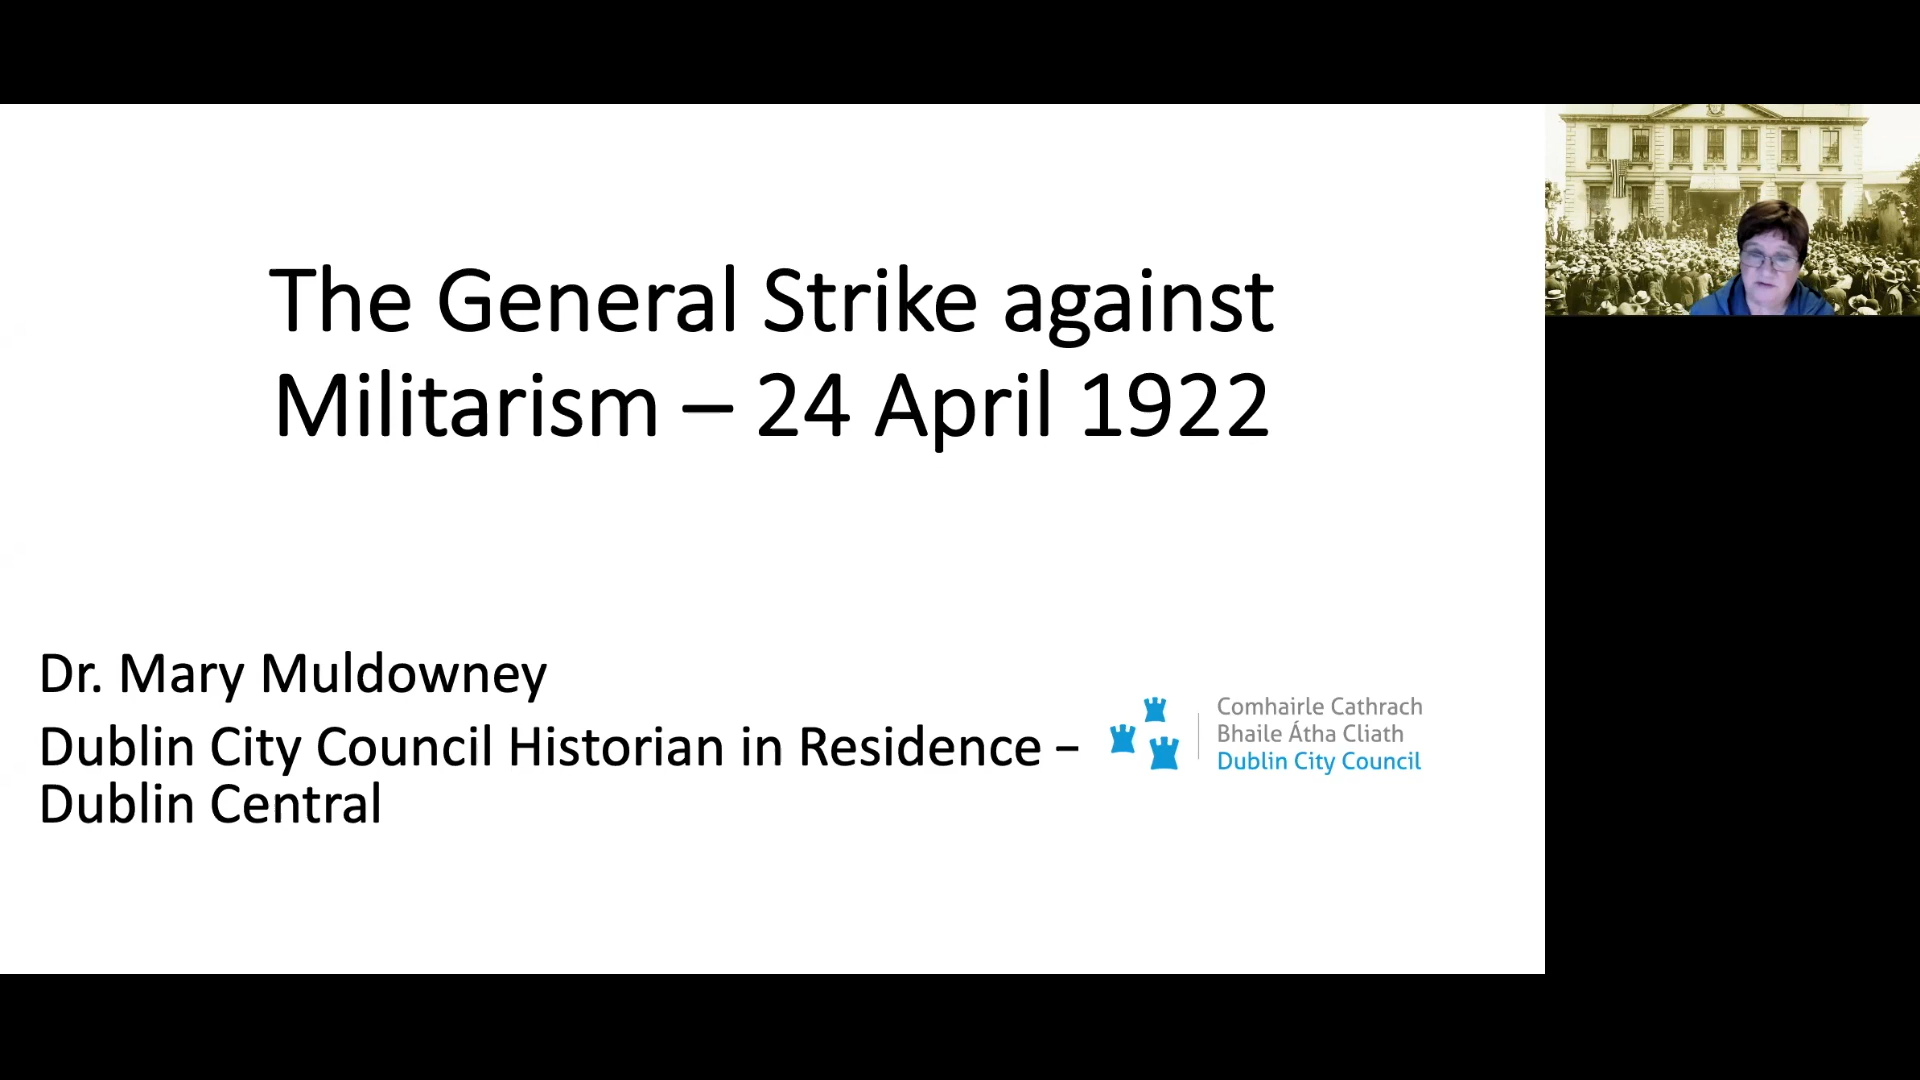 The General Strike against
Militarism – 24 April 1922
Dr. Mary Muldowney
Dublin City Council Historian in Residence –
Dublin Central
Comhairle Cathrach
Bhaile Átha Cliath
Dublin City Council